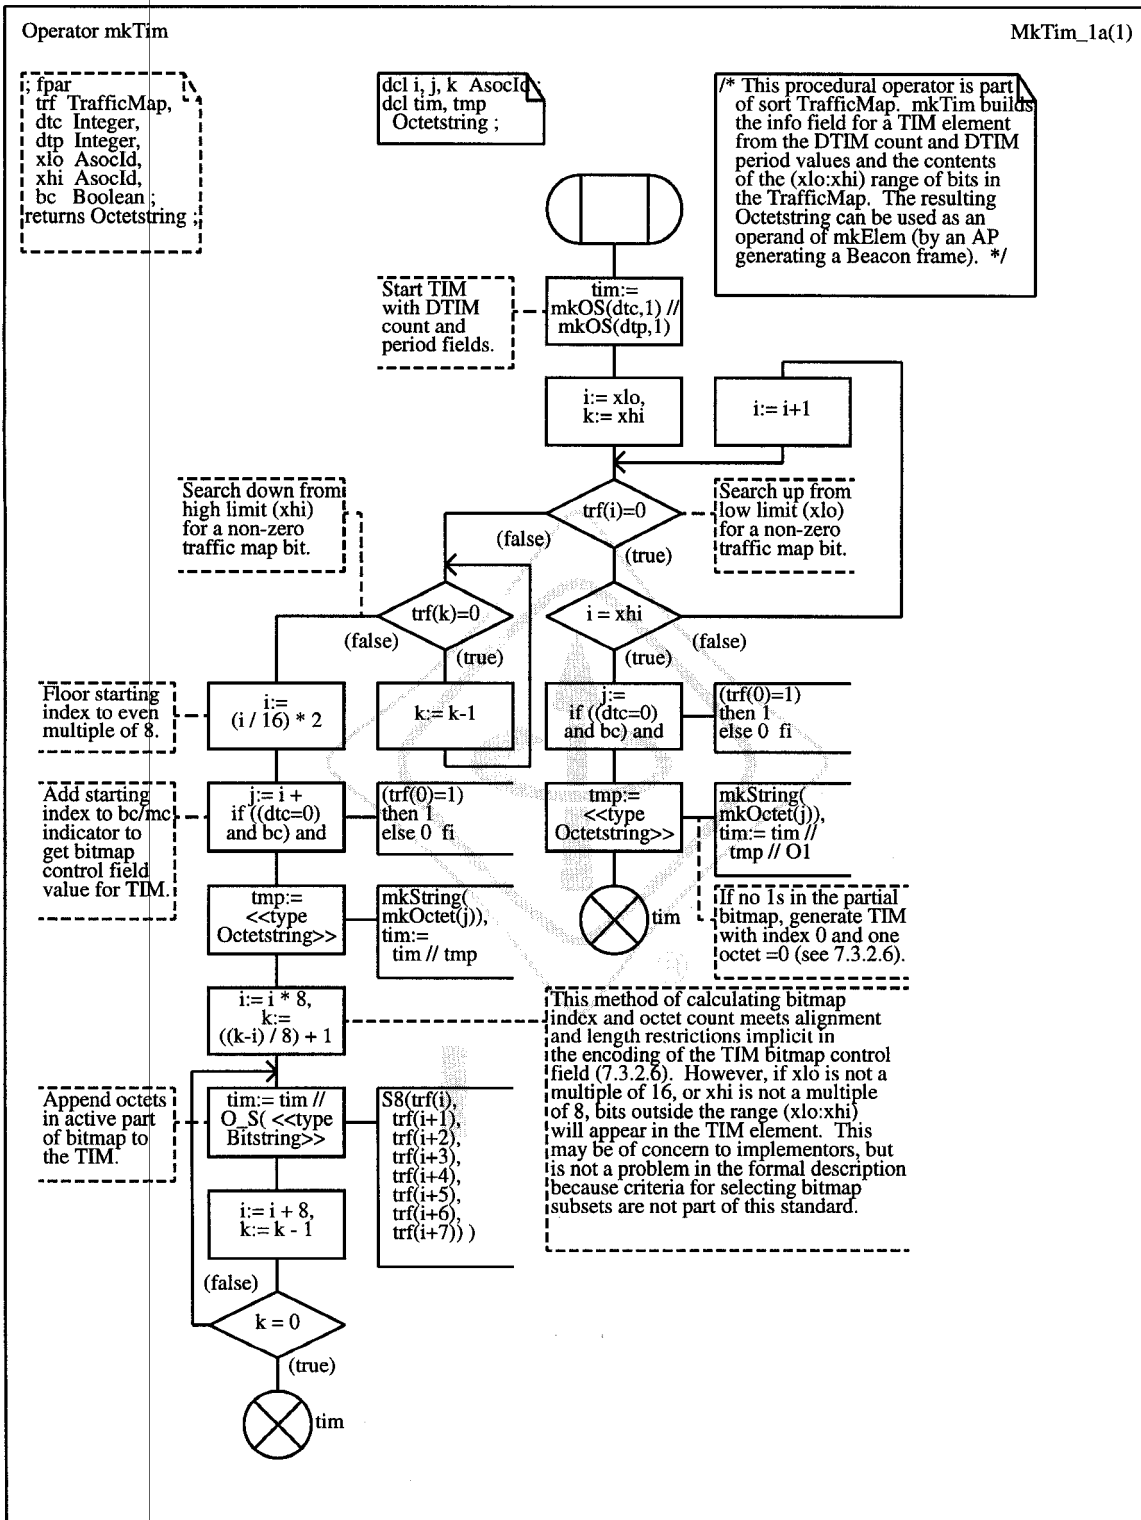 Operator mkTim
MkTim_1a(1)
; fpar
trf TrafficMap,
dtc Integer,
dtp Integer,
xlo AsocId,
xhi AsocId,
bc Boolean ;
returns Octetstring ;
dcl i, j, k AsocId ;
dcl tim, tmp
Octetstring ;
/* This procedural operator is part
of sort TrafficMap. mkTim builds
the info field for a TIM element
from the DTIM count and DTIM
period values and the contents
of the (xlo:xhi) range of bits in
the TrafficMap. The resulting
Octetstring can be used as an
operand of mkElem (by an AP
generating a Beacon frame). */
Start TIM
with DTIM
count and
period fields.
tim:=
mkOS(dtc,1) //
mkOS(dtp,1)
i:= xlo,
k:= xhi
i:= i+1
Search down from
high limit (xhi)
for a non-zero
traffic map bit.
trf(i)=0
(false)
(true)
Search up from
low limit (xlo)
for a non-zero
traffic map bit.
trf(k)=0
(false)
(true)
i = xhi
(false)
(true)
Floor starting
index to even
multiple of 8.
i:=
(i / 16) * 2
k:= k-1
j:=
if ((dtc=0)
and bc) and
(trf(0)=1)
then 1
else 0 fi
Add starting
index to bc/mc
indicator to
get bitmap
control field
value for TIM.
j:= i +
if ((dtc=0)
and bc) and
(trf(0)=1)
then 1
else 0 fi
tmp:=
<<type
Octetstring>>
mkString(
mkOctet(j)),
tim:= tim //
tmp // O1
tmp:=
<<type
Octetstring>>
mkString(
mkOctet(j)),
tim:=
tim // tmp
tim
If no 1s in the partial
bitmap, generate TIM
with index 0 and one
octet =0 (see 7.3.2.6).
i:= i * 8,
k:=
((k-i) / 8) + 1
This method of calculating bitmap
index and octet count meets alignment
and length restrictions implicit in
the encoding of the TIM bitmap control
field (7.3.2.6). However, if xlo is not a
multiple of 16, or xhi is not a multiple
of 8, bits outside the range (xlo:xhi)
will appear in the TIM element. This
may be of concern to implementors, but
is not a problem in the formal description
because criteria for selecting bitmap
subsets are not part of this standard.
Append octets
in active part
of bitmap to
the TIM.
tim:= tim //
O_S( <<type
Bitstring>>
S8(trf(i),
trf(i+1),
trf(i+2),
trf(i+3),
trf(i+4),
trf(i+5),
trf(i+6),
trf(i+7)) )
i:= i + 8,
k:= k - 1
(false)
k = 0
(true)
tim